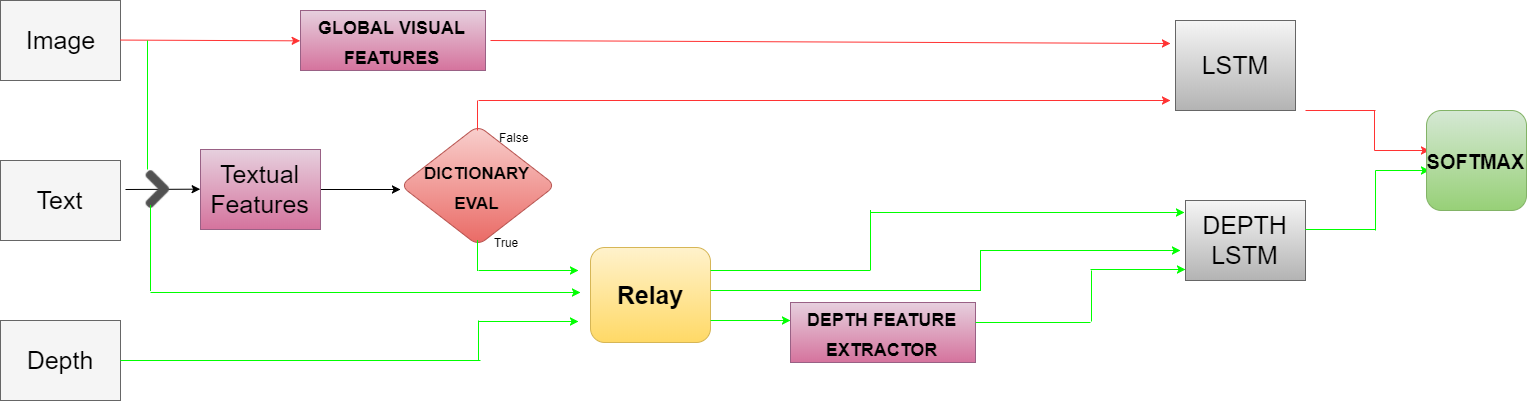 Image
GLOBAL VISUAL
FEATURES
LSTM
False
Text
Textual
Features
DICTIONARY
EVAL
SOFTMAX
True
DEPTH
LSTM
Relay
Depth
DEPTH FEATURE
EXTRACTOR